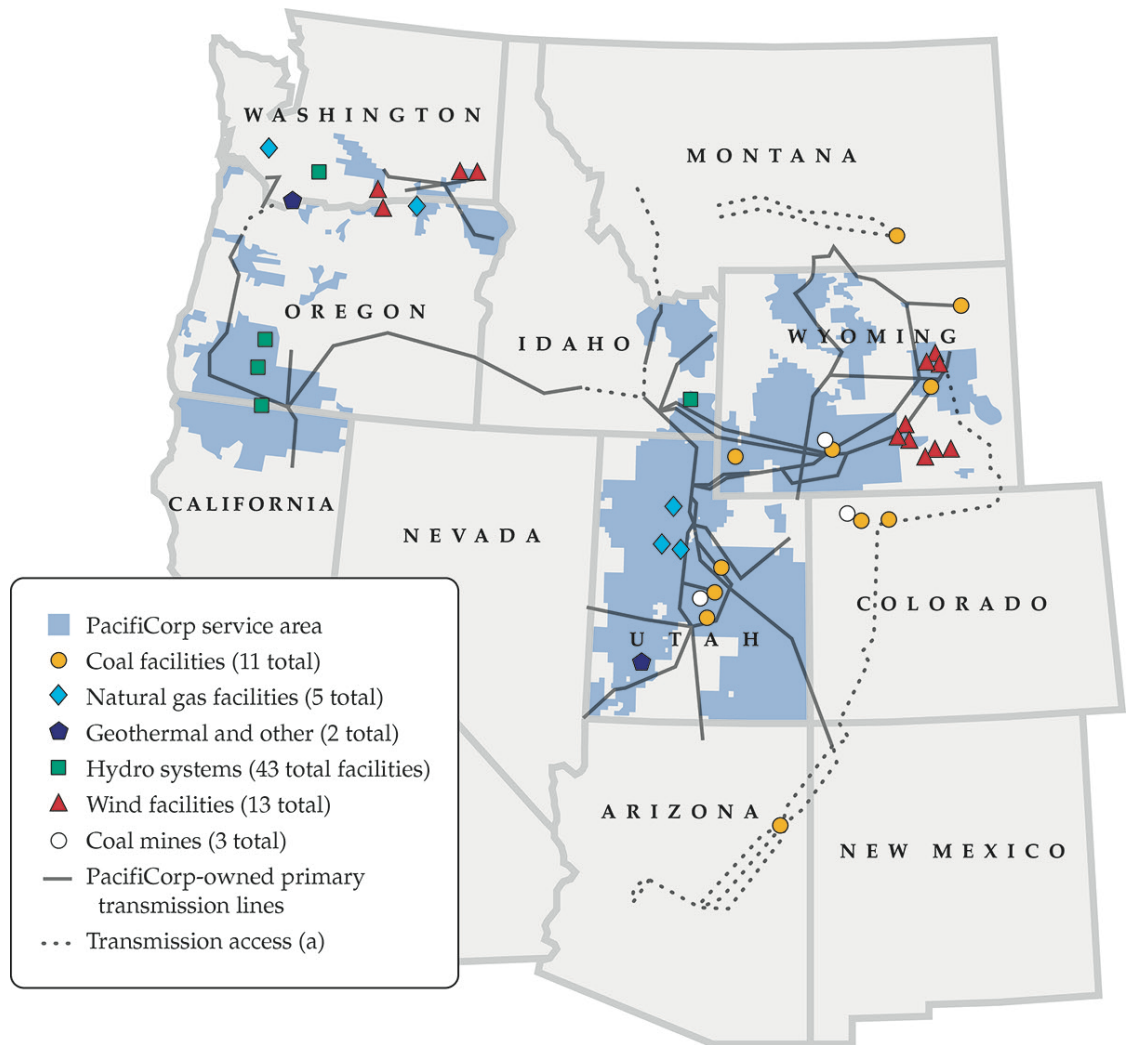 WASHINGTON
MONTANA
OREGON
IDAHO
WYOMING
CALIFORNIA
NEVADA
UTAH
COLORADO
ARIZONA
NEW MEXICO
PacifiCorp service area
Coal facilities (11 total)
Natural gas facilities (5 total)
Geothermal and other (2 total)
Hydro systems (43 total facilities)
Wind facilities (13 total)
Coal mines (3 total)
PacifiCorp-owned primary
transmission lines
Transmission access (a)